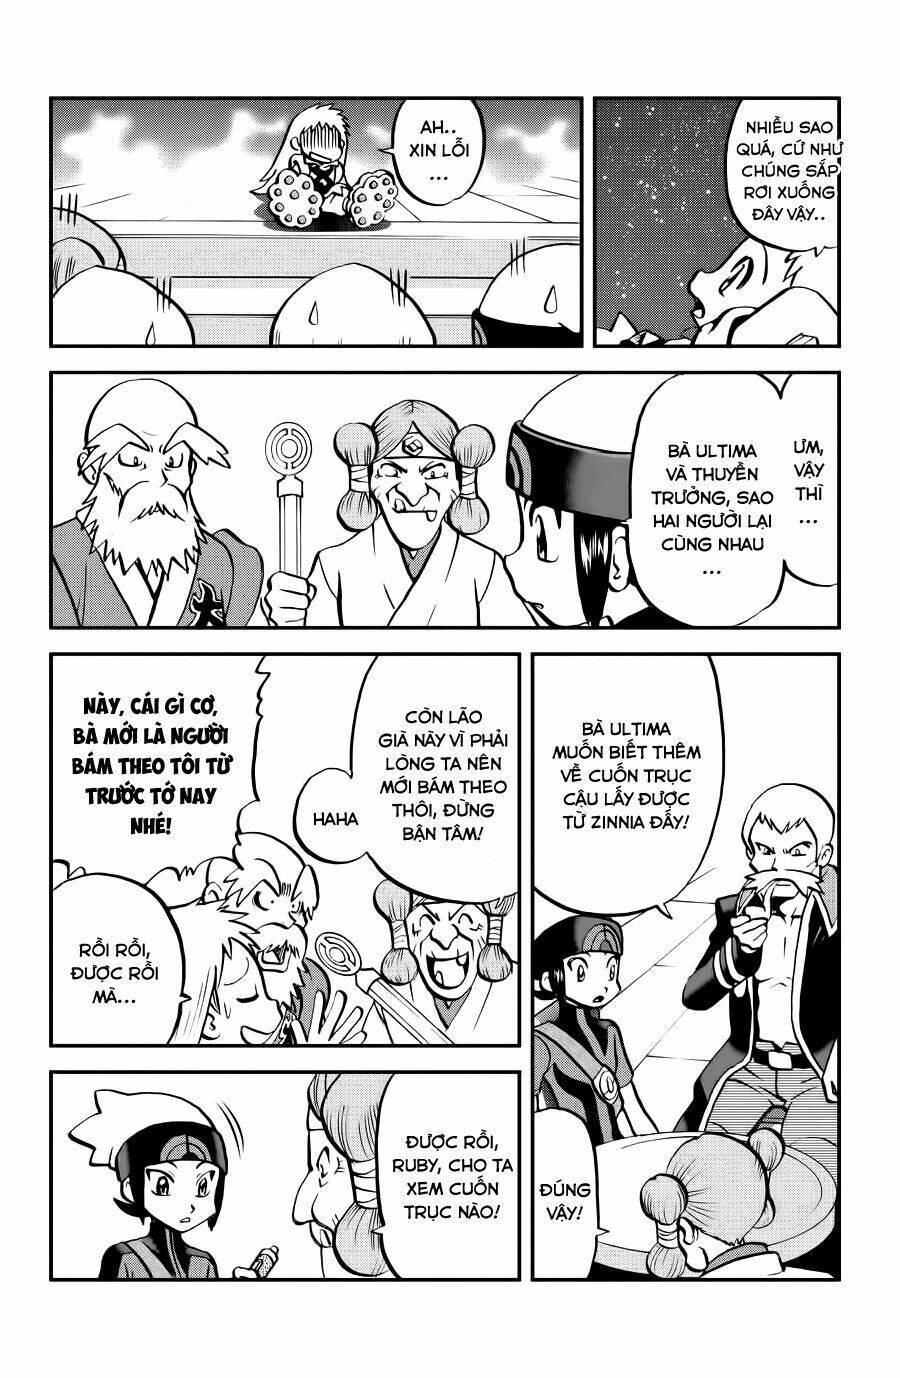 NHIỀU SAO
QUÁ, CỨ NHƯ
CHÚNG SẮP
RƠI XUỐNG
ĐÂY VẬY..
AH..
XIN LỖI
...
ƯM,
VẬY
THÌ
...
BÀ ULTIMA
VÀ THUYỀN
TRƯỞNG, SAO
HAI NGƯỜI LẠI
CÙNG NHAU
...
BÀ ULTIMA
MUỐN BIẾT THÊM
VỀ CUỐN TRỤC
CẬU LẤY ĐƯỢC
TỪ ZINNIA ĐẤY!
ĐÚNG
VẬY!
CÒN LÃO
GIÀ NÀY VÌ PHẢI
LÒNG TA NÊN
MỚI BÁM THEO
THÔI, ĐỪNG
BẬN TÂM!
HAHA
NÀY, CÁI GÌ CƠ,
BÀ MỚI LÀ NGƯỜI
BÁM THEO TÔI TỪ
TRƯỚC TỚ NAY
NHÉ!
RỒI RỒI,
ĐƯỢC RỒI
MÀ...
ĐƯỢC RỒI,
RUBY, CHO TA
XEM CUỐN
TRỤC NÀO!